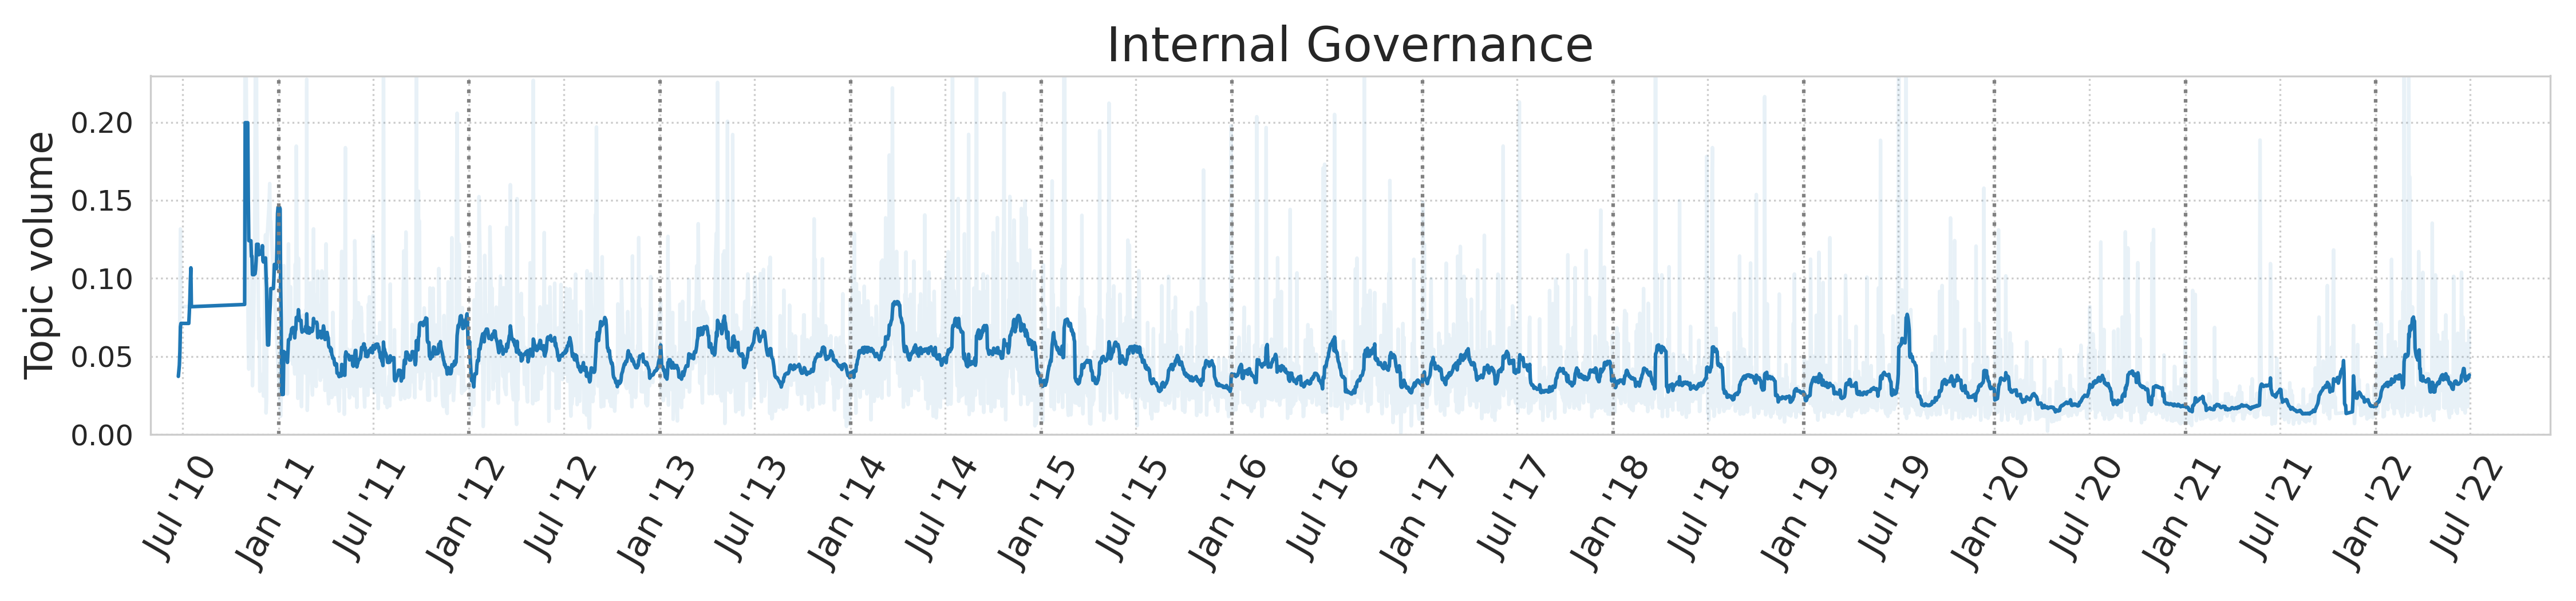 Internal Governance
Topic volume
0.20
0.15
0.10
0.05
0.00
Jul '10
Jan '11
Jul '11
Jan '12
Jul '12
Jan '13
Jul '13
Jan '14
Jul '14
Jan '15
Jul '15
Jan '16
Jul '16
Jan '17
Jul '17
Jan '18
Jul '18
Jan '19
Jul '19
Jan '20
Jul '20
Jan '21
Jul '21
Jan '22
Jul '22